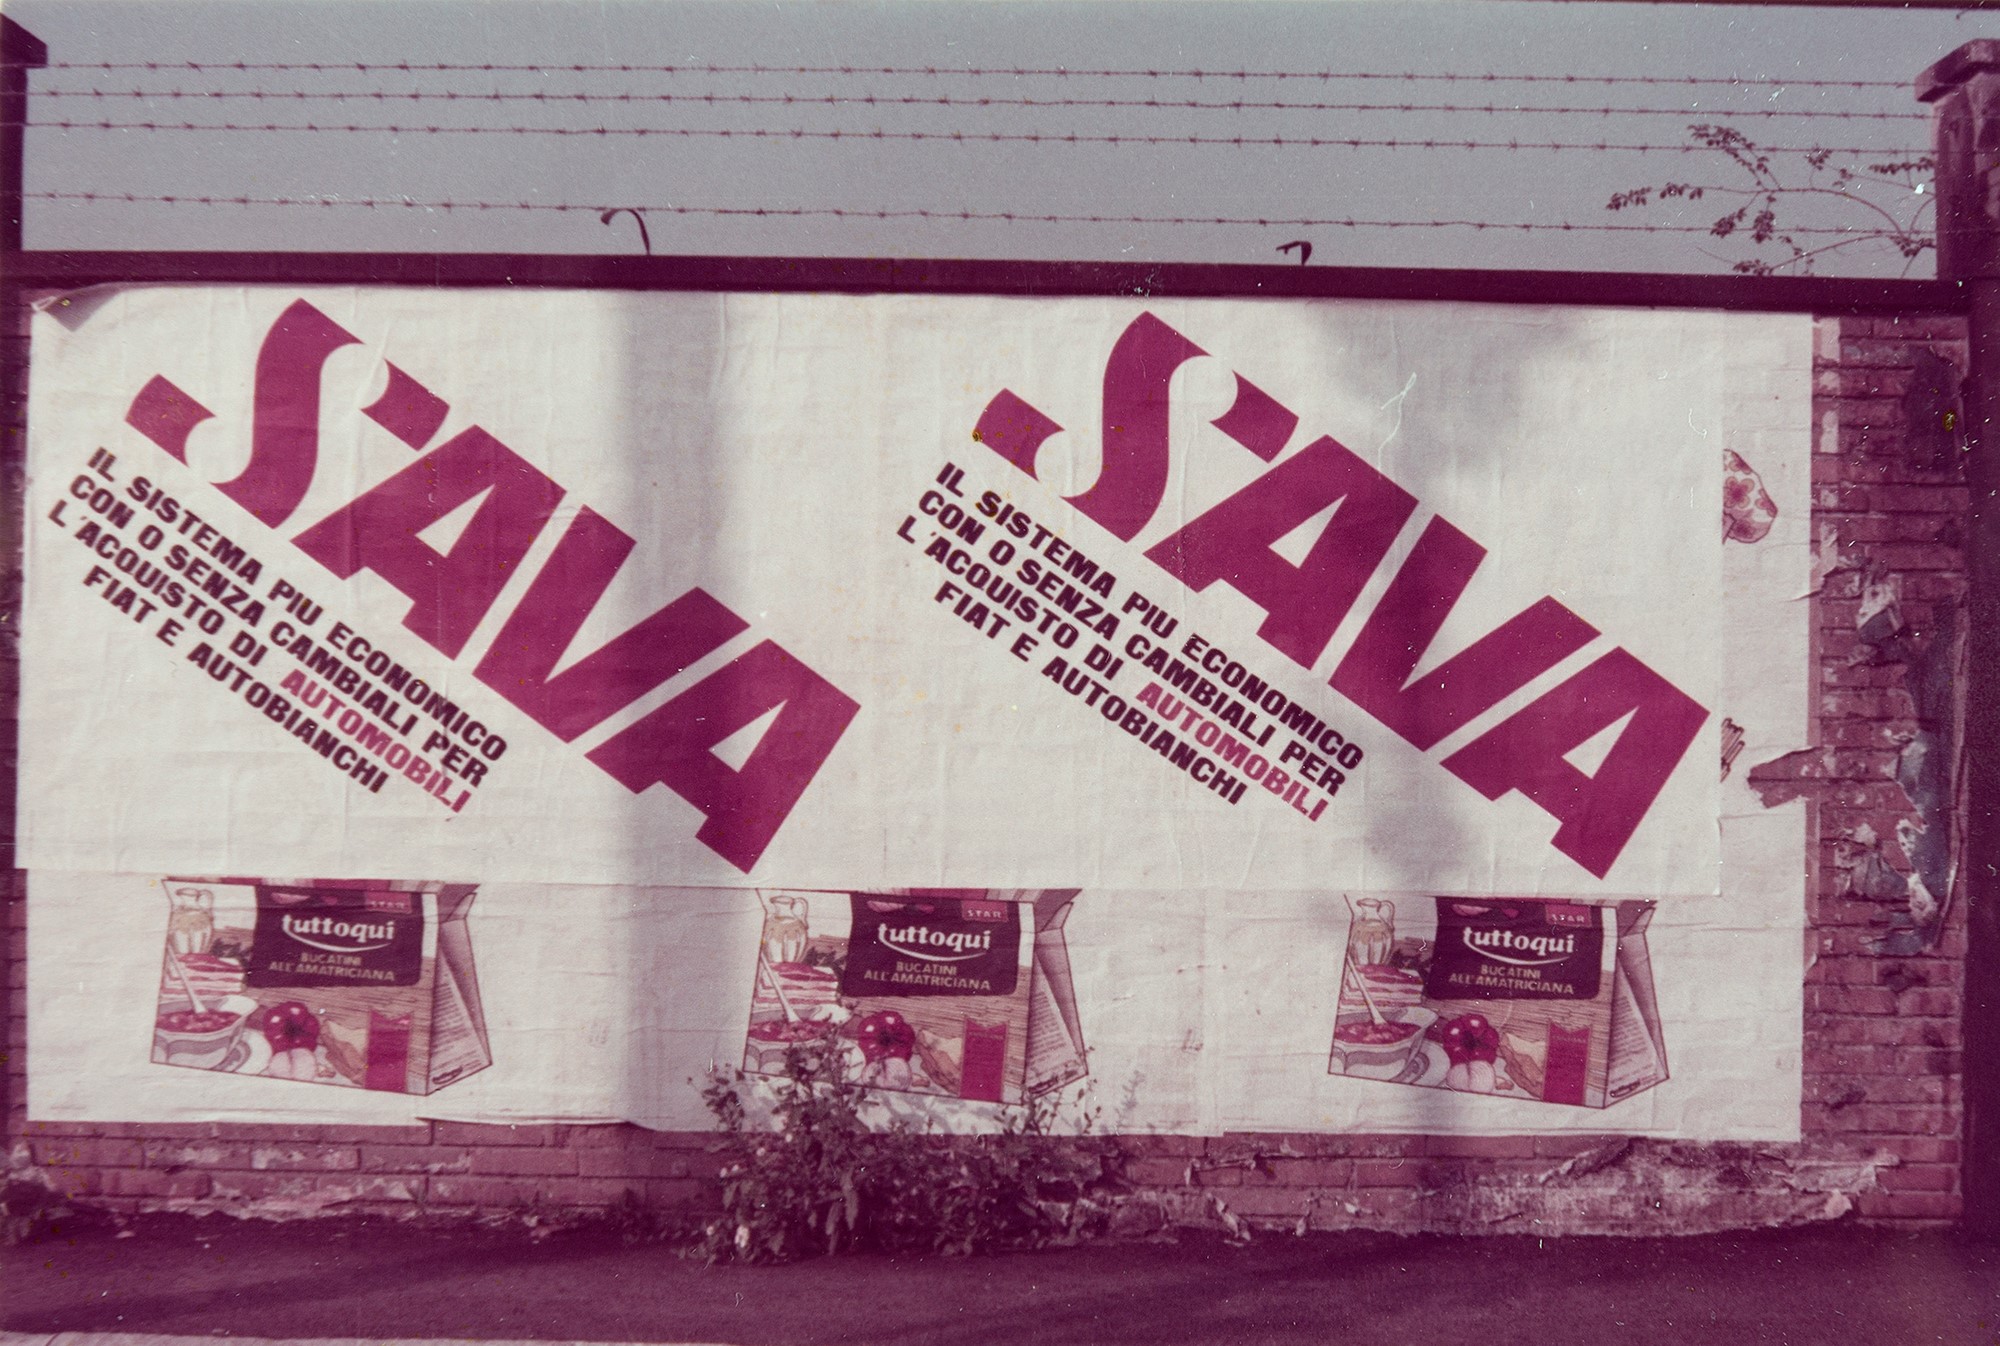 SAVA
IL SISTEMA PIU ECONOMICO
CON O SENZA CAMBIALI PER
L'ACQUISTO DI AUTOMOBILI
FIAT E AUTOBIANCHI
SAVA
IL SISTEMA PIU ECONOMICO
CON O SENZA CAMBIALI PER
L'ACQUISTO DI AUTOMOBILI
FIAT E AUTOBIANCHI
STAR
tuttoqui
BUCATINI
ALL'AMATRICIANA
STAR
tuttoqui
BUCATINI
ALL'AMATRICIANA
STAR
tuttoqui
BUCATINI
ALL'AMATRICIANA